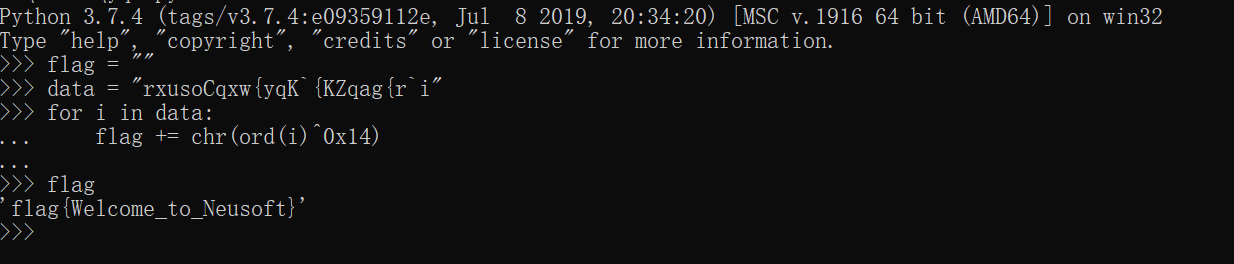 Python 3.7.4 (tags/v3.7.4:e09359112e, Jul  8 2019, 20:34:20) [MSC v.1916 64 bit (AMD64)] on win32
Type "help", "copyright", "credits" or "license" for more information.
>>> flag = ""
>>> data = "rxusoCqxw{yqK`{KZqag{r`i"
>>> for i in data:
...     flag += chr(ord(i)^0x14)
...
>>> flag
'flag{Welcome_to_Neusoft}'
>>>